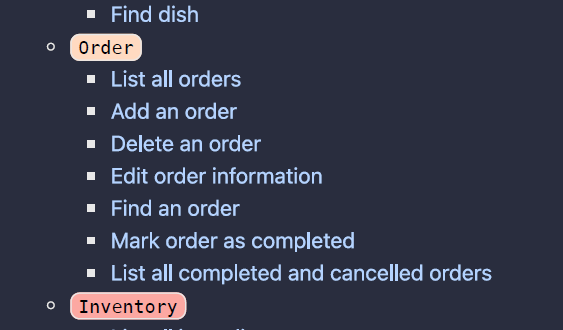 Find dish
Order
List all orders
Add an order
Delete an order
Edit order information
Find an order
Mark order as completed
List all completed and cancelled orders
Inventory